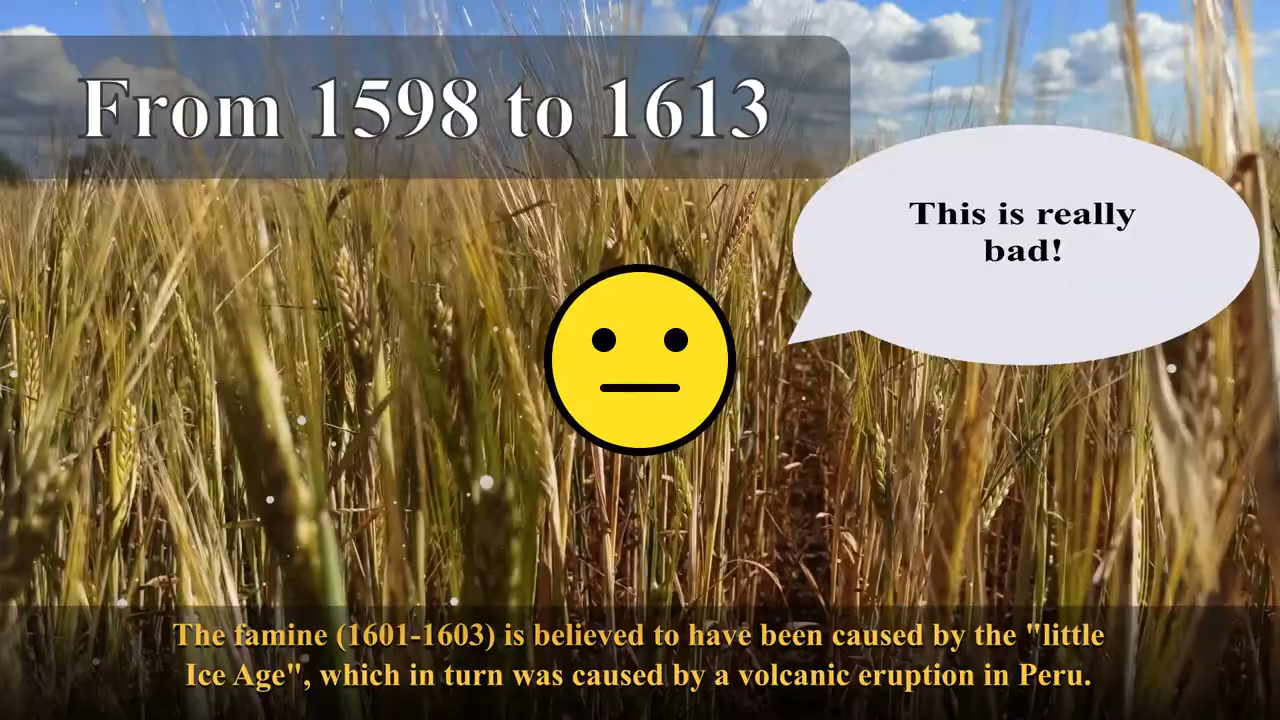 From 1598 to 1613
This is really
bad!
The famine (1601-1603) is believed to have been caused by the "little
Ice Age", which in turn was caused by a volcanic eruption in Peru.